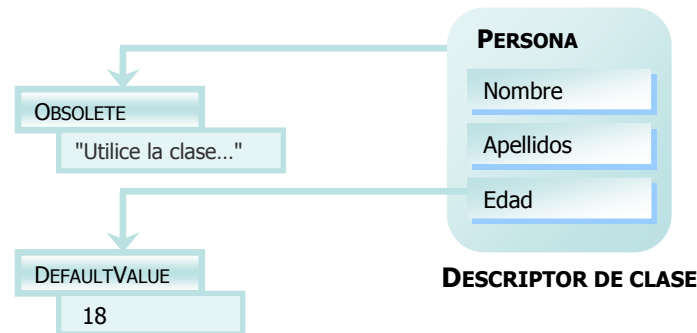 PERSONA
Nombre
OBSOLETE
"Utilice la clase..."
Apellidos
Edad
DEFAULTVALUE
DESCRIPTOR DE CLASE
18